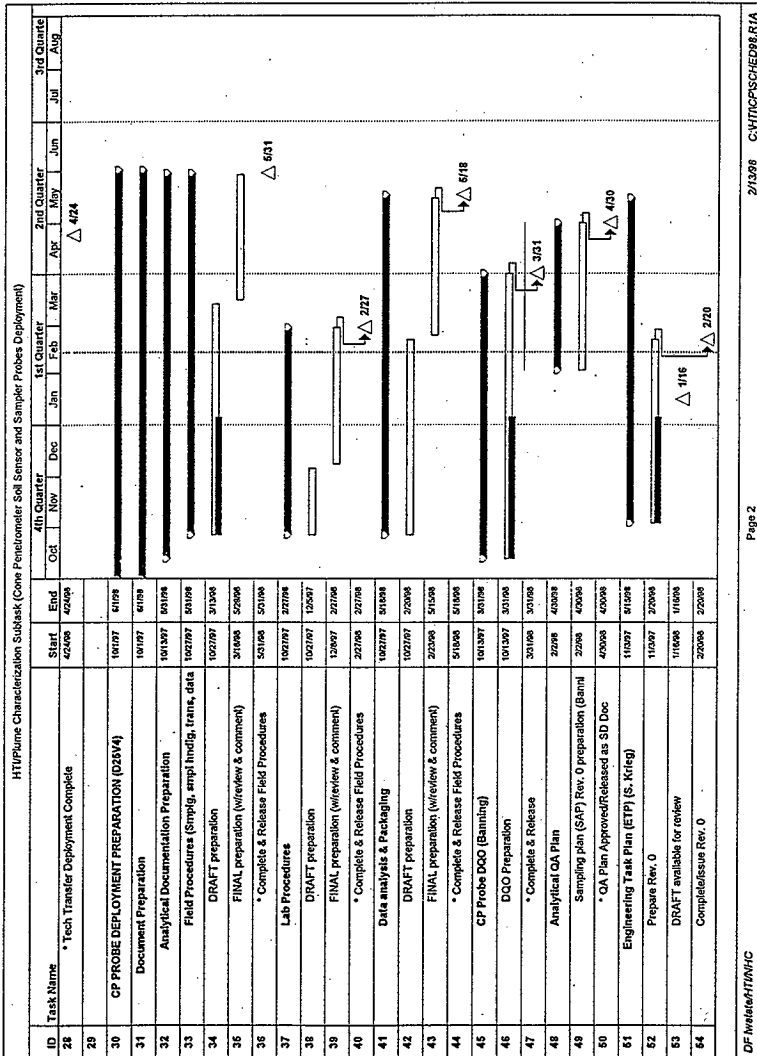 HTI/Plume Characterization Subtask (Cone Penetrometer Soil Sensor and Sampler Probes Deployment)
ID Task Name Start End 4th Quarter 1st Quarter 2nd Quarter 3rd Quarte
Oct Nov Dec Jan Feb Mar Apr May Jun Jul Aug
28 * Tech Transfer Deployment Complete 4/24/98 4/24/98 4/24
29
30 CP PROBE DEPLOYMENT PREPARATION (D25V4) 10/1/97 6/1/98
31 Document Preparation 10/1/97 6/1/98
32 Analytical Documentation Preparation 10/13/97 5/31/98
33 Field Procedures (Smplg, smpl hndlg, trans, data 10/27/97 5/31/98
34 DRAFT preparation 10/27/97 3/13/98
35 FINAL preparation (w/review & comment) 3/16/98 5/29/98
36 * Complete & Release Field Procedures 5/31/98 5/31/98 5/31
37 Lab Procedures 10/27/97 2/27/98
38 DRAFT preparation 10/27/97 12/5/97
39 FINAL preparation (w/review & comment) 12/8/97 2/27/98
40 * Complete & Release Field Procedures 2/27/98 2/27/98 2/27
41 Data analysis & Packaging 10/27/97 5/18/98
42 DRAFT preparation 10/27/97 2/20/98
43 FINAL preparation (w/review & comment) 2/23/98 5/15/98
44 * Complete & Release Field Procedures 5/18/98 5/18/98 5/18
45 CP Probe DQO (Banning) 10/13/97 3/31/98
46 DQO Preparation 10/13/97 3/31/98
47 * Complete & Release 3/31/98 3/31/98 3/31
48 Analytical QA Plan 2/2/98 4/30/98
49 Sampling plan (SAP) Rev. 0 preparation (Banni 2/2/98 4/30/98
50 * QA Plan Approved/Released as SD Doc 4/30/98 4/30/98 4/30
51 Engineering Task Plan (ETP) (S. Krieg) 11/3/97 5/15/98
52 Prepare Rev. 0 11/3/97 2/20/98
53 DRAFT available for review 1/16/98 1/16/98 1/16
54 Complete/issue Rev. 0 2/20/98 2/20/98 2/20
DF Iwatate/HTI/NHC Page 2 2/13/98 C:\HTI\CP\SCHED98.R1A